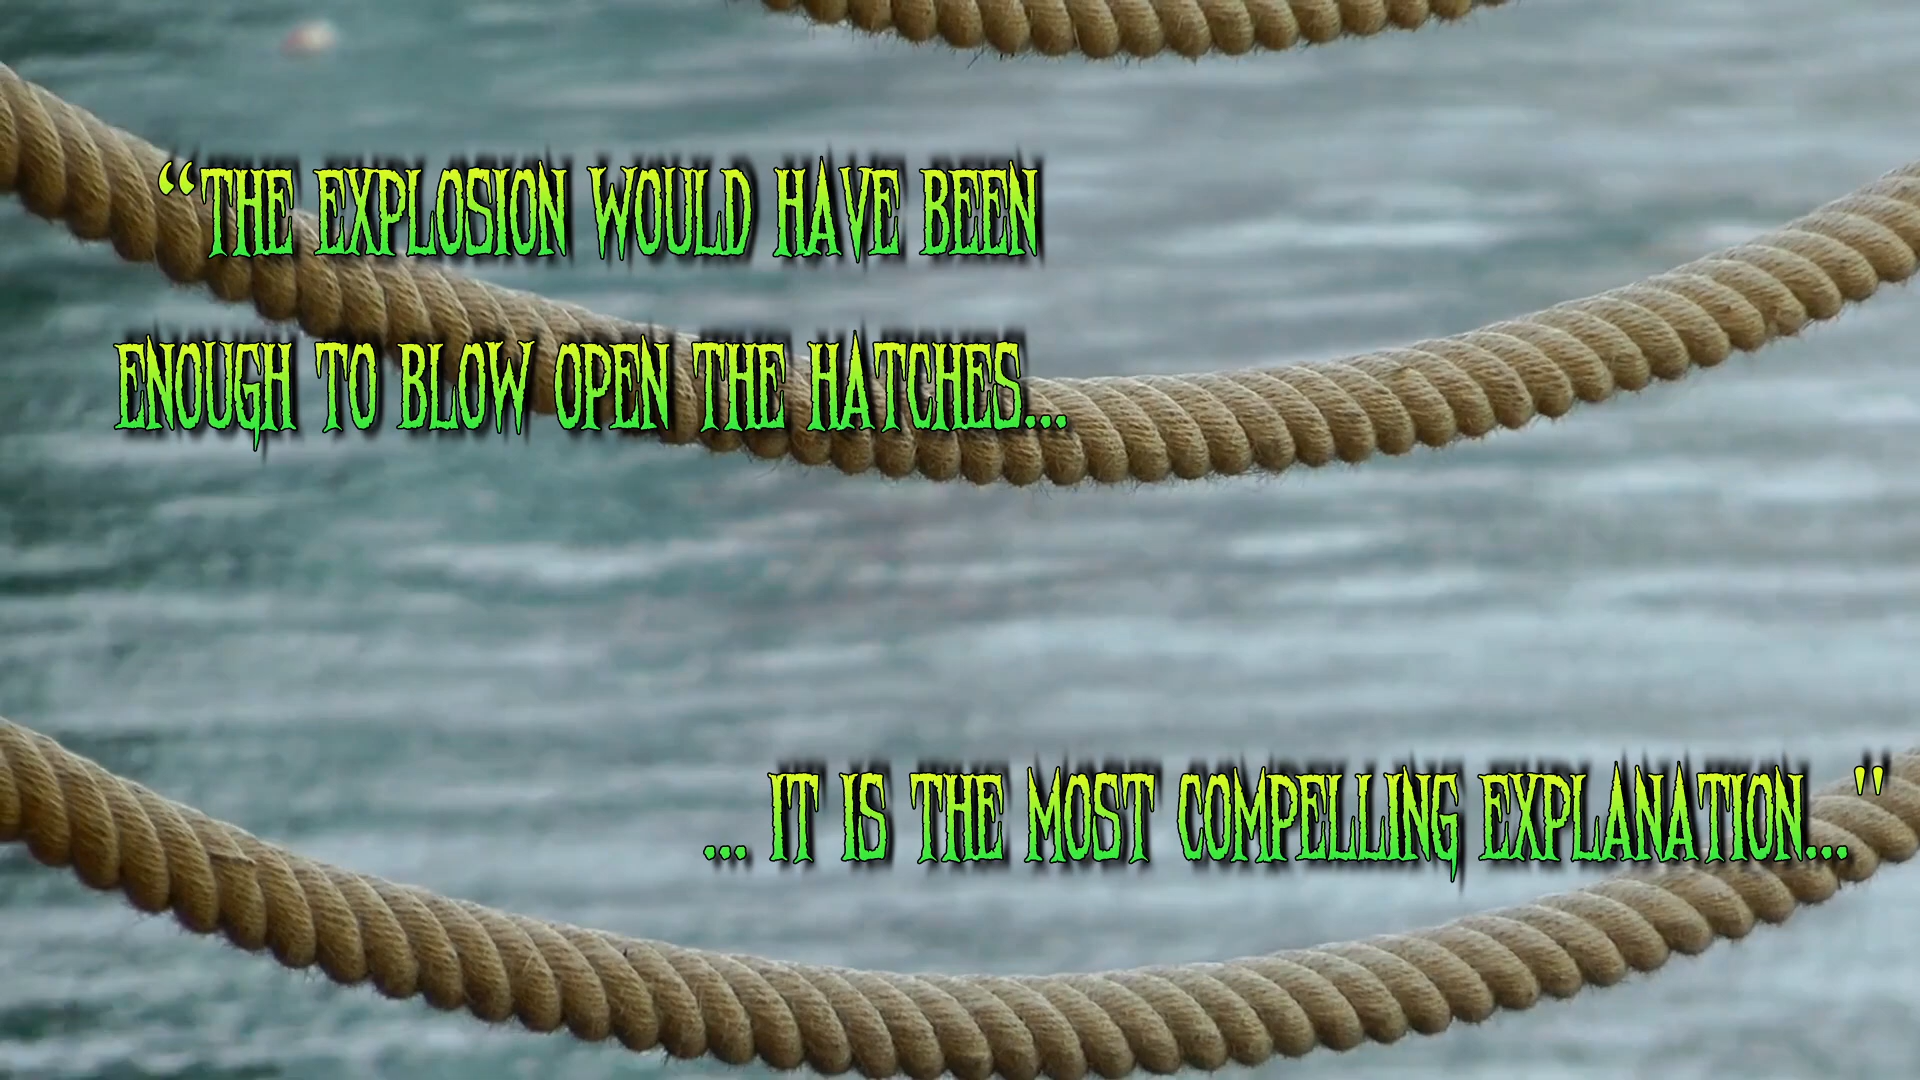 “THE EXPLOSION WOULD HAVE BEEN
ENOUGH TO BLOW OPEN THE HATCHES...
... IT IS THE MOST COMPELLING EXPLANATION..."